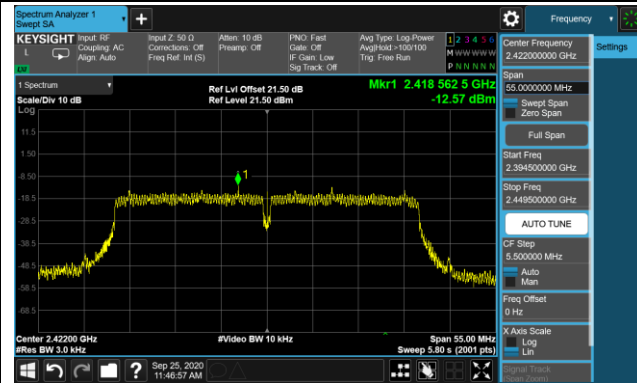 Spectrum Analyzer 1
Swept SA
Frequency
KEYSIGHT
Input: RF
Coupling: AC
Align: Auto
Input Z: 50 Ω
Corrections: Off
Freq Ref: Int (S)
Atten: 10 dB
Preamp: Off
PNO: Fast
Gate: Off
IF Gain: Low
Sig Track: Off
Avg Type: Log-Power
Avg|Hold:>100/100
Trig: Free Run
1 2 3 4 5 6
M W W W W W
P N N N N N
L
LXI
1 Spectrum
Scale/Div 10 dB
Log
Ref Lvl Offset 21.50 dB
Ref Level 21.50 dBm
Mkr1 2.418 562 5 GHz
-12.57 dBm
11.5
1.50
-8.50
-18.5
-28.5
-38.5
-48.5
-58.5
-68.5
1
Center 2.42200 GHz
#Res BW 3.0 kHz
#Video BW 10 kHz
Span 55.00 MHz
Sweep 5.80 s (2001 pts)
Sep 25, 2020
11:46:57 AM
Center Frequency
2.422000000 GHz
Settings
Span
55.0000000 MHz
Swept Span
Zero Span
Full Span
Start Freq
2.394500000 GHz
Stop Freq
2.449500000 GHz
AUTO TUNE
CF Step
5.500000 MHz
Auto
Man
Freq Offset
0 Hz
X Axis Scale
Log
Lin
Signal Track
(Span Zoom)